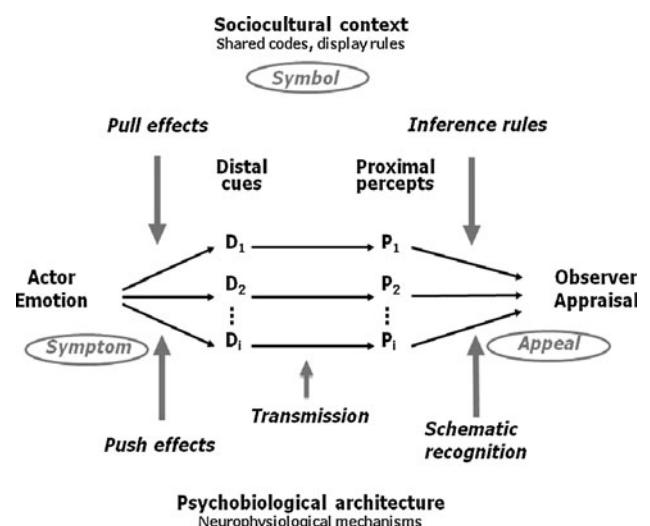 Sociocultural context
Shared codes, display rules
Symbol
Pull effects
Inference rules
Distal
cues
Proximal
percepts
D1
P1
Actor
Emotion
D2
P2
Observer
Appraisal
Symptom
Di
Pi
Appeal
Transmission
Push effects
Schematic
recognition
Psychobiological architecture
Neurophysiological mechanisms